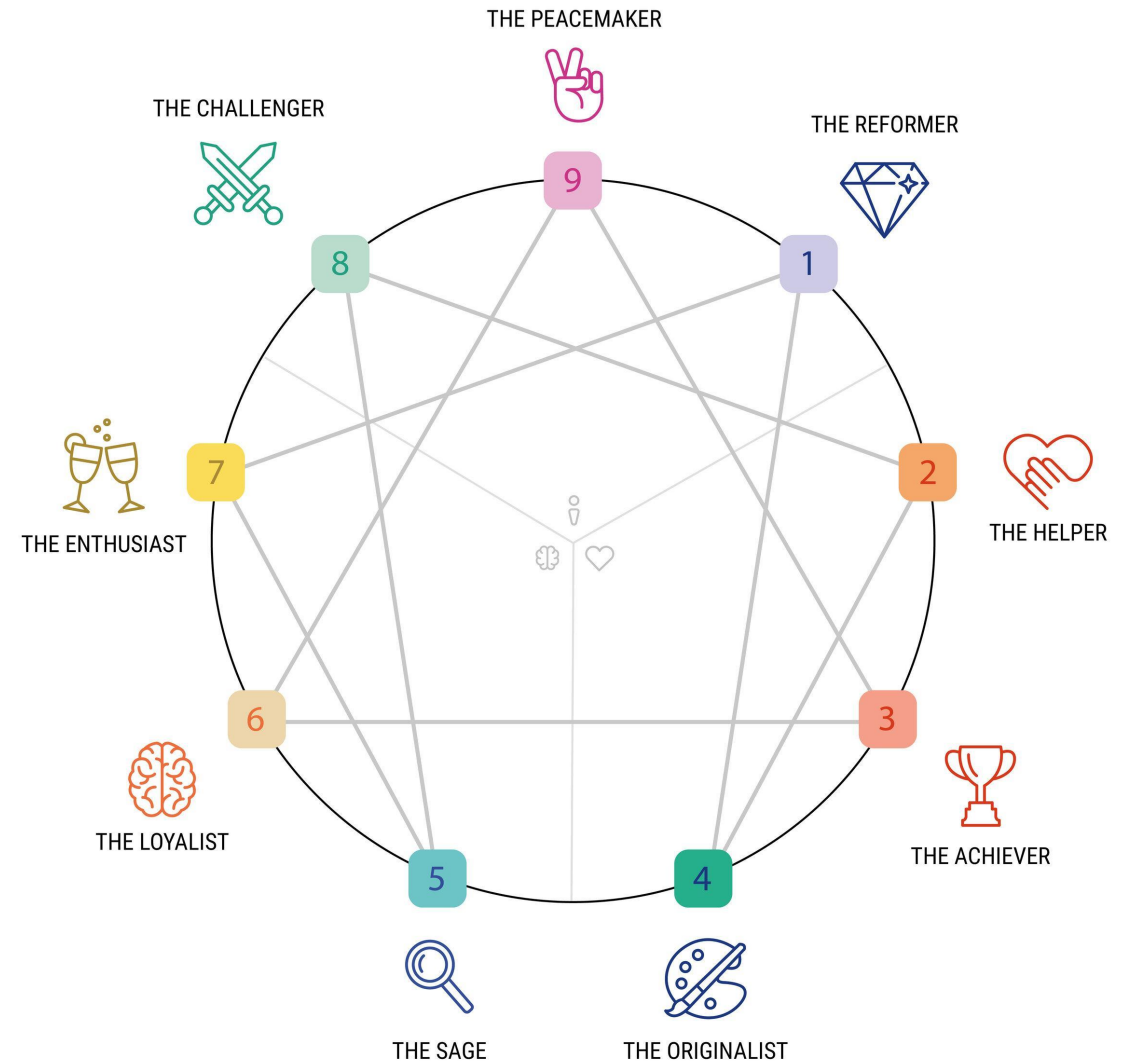 THE PEACEMAKER
THE CHALLENGER
THE REFORMER
9
8
1
7
2
THE HELPER
THE ENTHUSIAST
6
3
THE LOYALIST
THE ACHIEVER
5
4
THE SAGE
THE ORIGINALIST